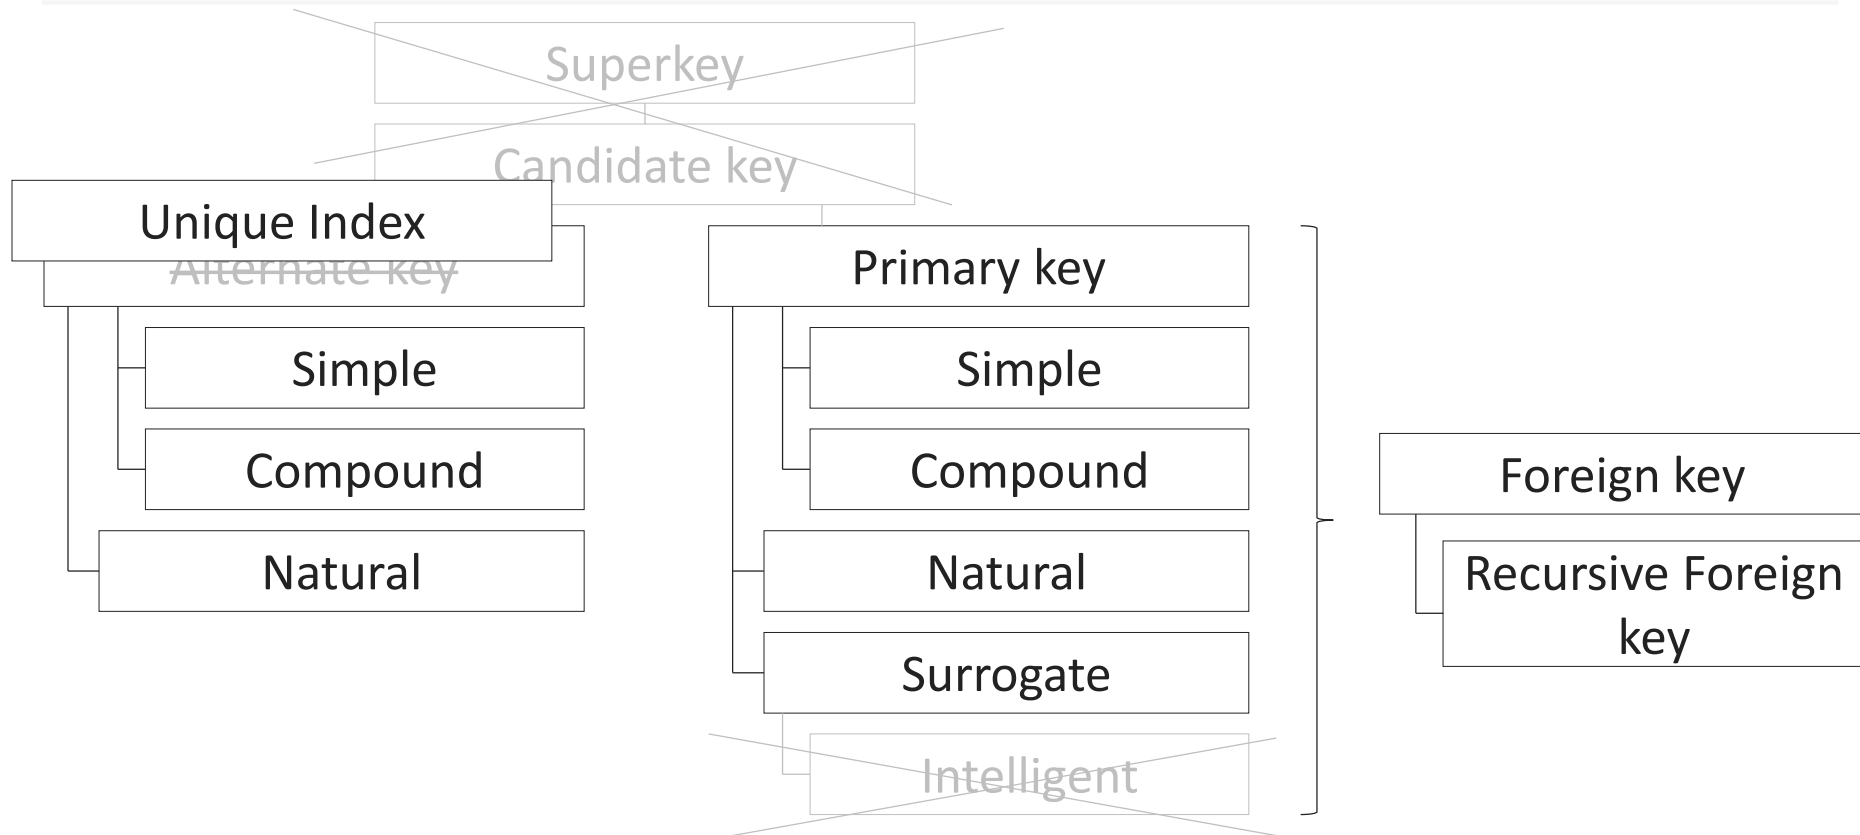 Superkey
Candidate key
Unique Index
Alternate key
Simple
Compound
Natural
Primary key
Simple
Compound
Natural
Surrogate
Intelligent
Foreign key
Recursive Foreign
key